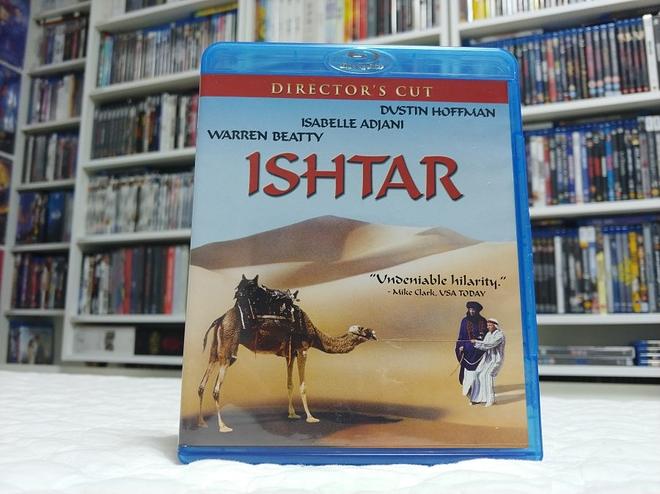 DIRECTOR'S CUT
DUSTIN HOFFMAN
ISABELLE ADJANI
WARREN BEATTY
ISHTAR
"Undeniable hilarity."
- Mike Clark, USA TODAY